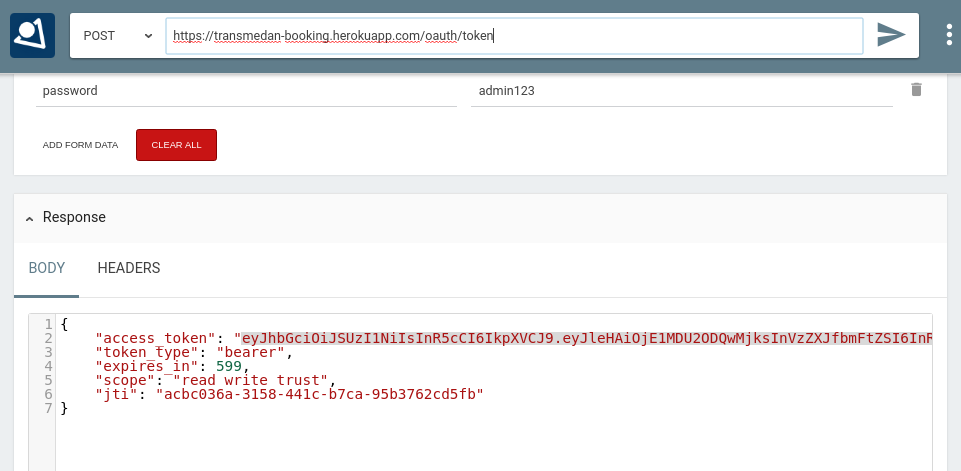 POST https://transmedan-booking.herokuapp.com/oauth/token
password admin123
ADD FORM DATA CLEAR ALL
Response
BODY HEADERS
1 {
2 "access_token": "eyJhbGciOiJSUzI1NiIsInR5cCI6IkpXVCJ9.eyJleHAiOjE1MDU2ODQwMjksInVzZXJfbmFtZSI6InR
3 "token_type": "bearer",
4 "expires_in": 599,
5 "scope": "read write trust",
6 "jti": "acbc036a-3158-441c-b7ca-95b3762cd5fb"
7 }